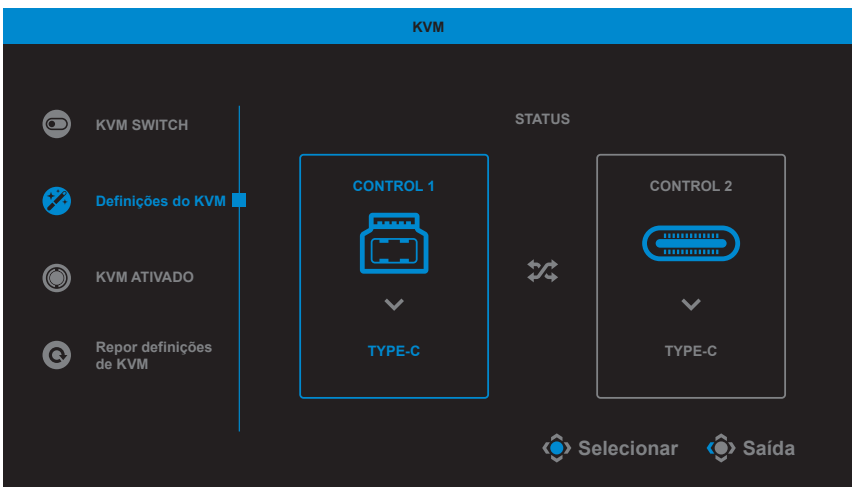 KVM
KVM SWITCH
Definições do KVM
KVM ATIVADO
Repor definições
de KVM
STATUS
CONTROL 1
TYPE-C
CONTROL 2
TYPE-C
Selecionar
Saída